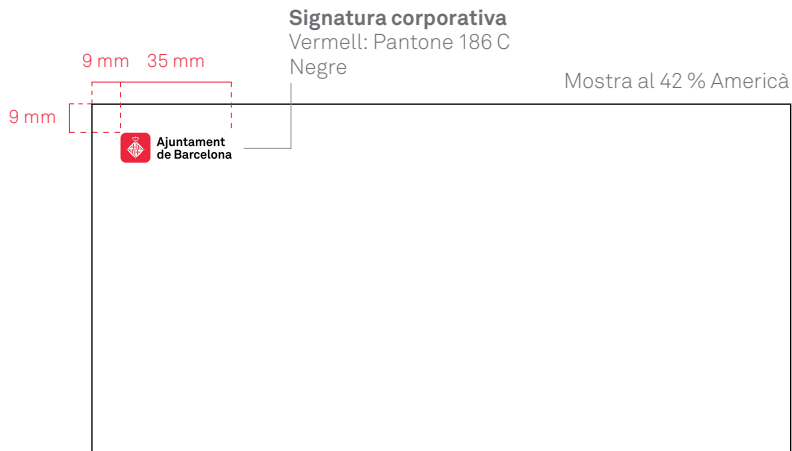 Signatura corporativa
Vermell: Pantone 186 C
Negre
9 mm 35 mm
Mostra al 42 % Americà
9 mm
Ajuntament
de Barcelona